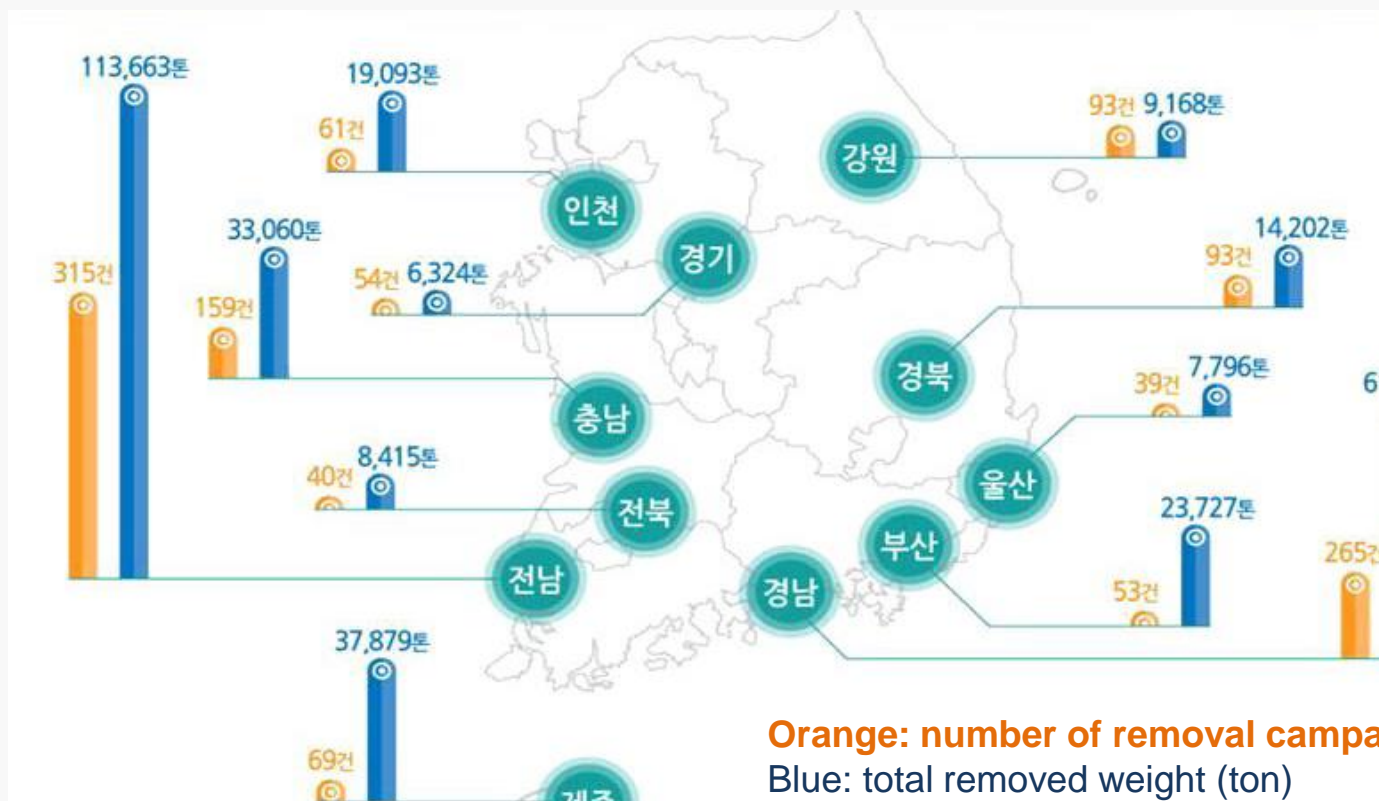 113,663톤
315건
19,093톤
61건
33,060톤
159건
54건 6,324톤
8,415톤
40건
37,879톤
69건
93건 9,168톤
14,202톤
93건
7,796톤
39건
23,727톤
53건
265건
인천
강원
경기
충남
경북
전북
울산
전남
경남
부산
제주
Orange: number of removal
Blue: total removed weight (ton)